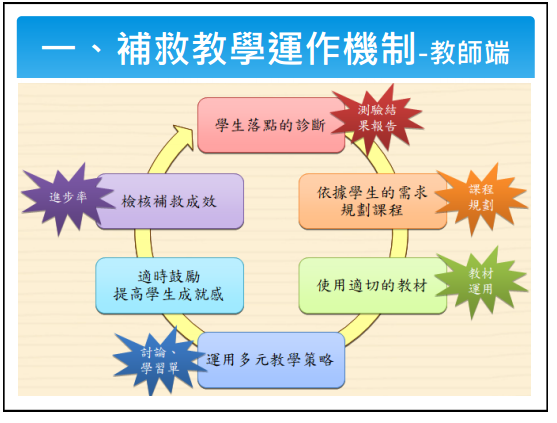 一、補救教學運作機制-教師端
學生落點的診斷
測驗結
果報告
依據學生的需求
規劃課程
課程
規劃
使用適切的教材
教材
運用
運用多元教學策略
討論、
學習單
適時鼓勵
提高學生成就感
檢核補救成效
進步率